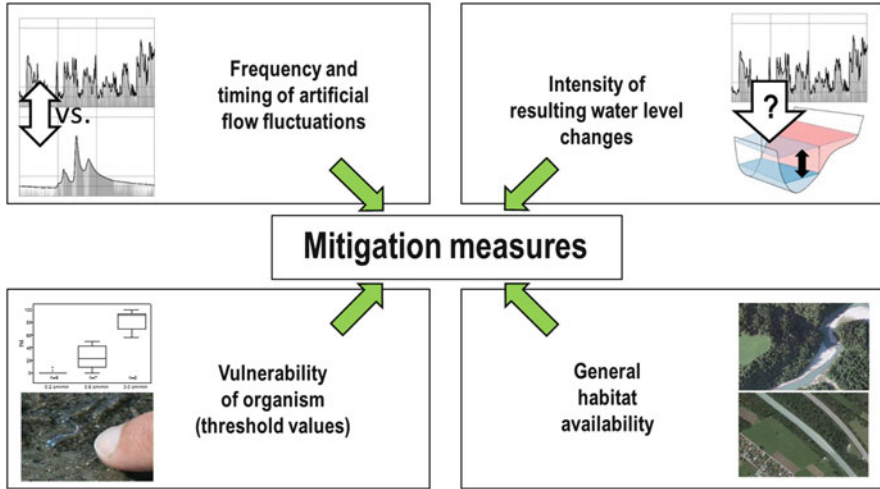 Frequency and
timing of artificial
flow fluctuations
vs.
Intensity of
resulting water level
changes
?
Mitigation measures
Vulnerability
of organism
(threshold values)
General
habitat
availability